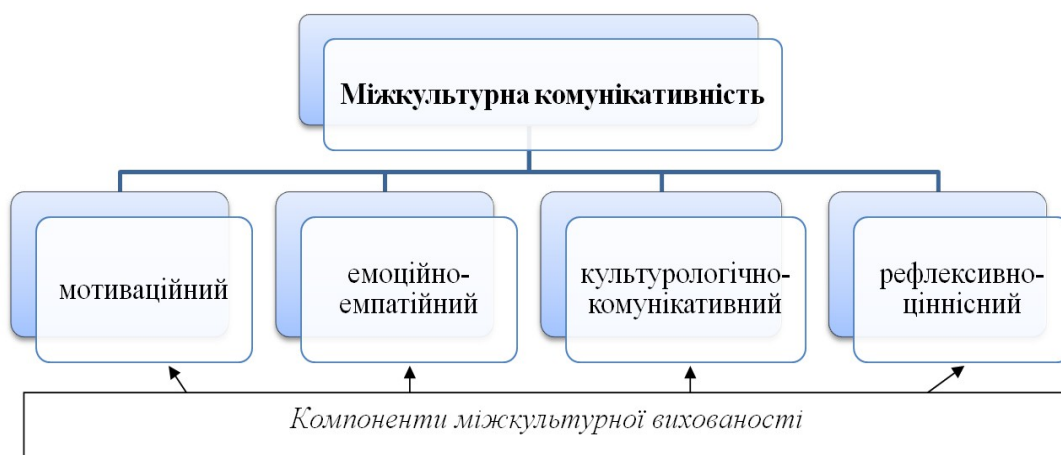 Міжкультурна комунікативність
мотиваційний
емоційно-
емпатійний
культурологічно-
комунікативний
рефлексивно-
ціннісний
Компоненти міжкультурної вихованості